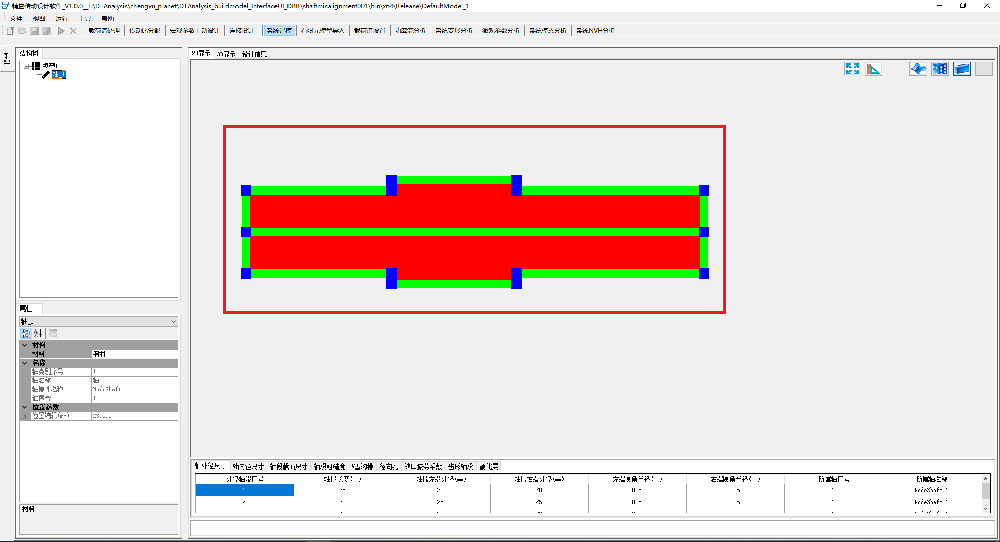 精益传动设计软件_V1.0.0__F:\DTAnalysis\chengxu_planet\DTAnalysis_buildmodel_InterfaceUI_DBR\shaftmisalignment001\bin\x64\Release\DefaultModel_1
文件 视图 运行 工具 帮助
载荷谱处理 传动比分配 宏观参数主动设计 连接设计 系统建模 有限元模型导入 载荷谱设置 功率流分析 系统变形分析 微观参数分析 系统模态分析 系统NVH分析
模型1
结构树
模型1
轴_1
属性
轴_1
材料
材料 钢材
名称
轴类别序号 1
轴名称 轴_1
轴属性名称 NodeShaft_1
轴序号 1
位置参数
位置编辑(mm) 23,0,0
材料
2D显示 3D显示 设计信息
轴外径尺寸 轴内径尺寸 轴段截面尺寸 轴段粗糙度 V型沟槽 径向孔 缺口疲劳系数 齿形轴段 硬化层
外径轴段序号 轴段长度(mm) 轴段左端外径(mm) 轴段右端外径(mm) 左端圆角半径(mm) 右端圆角半径(mm) 所属轴序号 所属轴名称
1 35 20 20 0.5 0.5 1 NodeShaft_1
2 30 25 25 0.5 0.5 1 NodeShaft_1